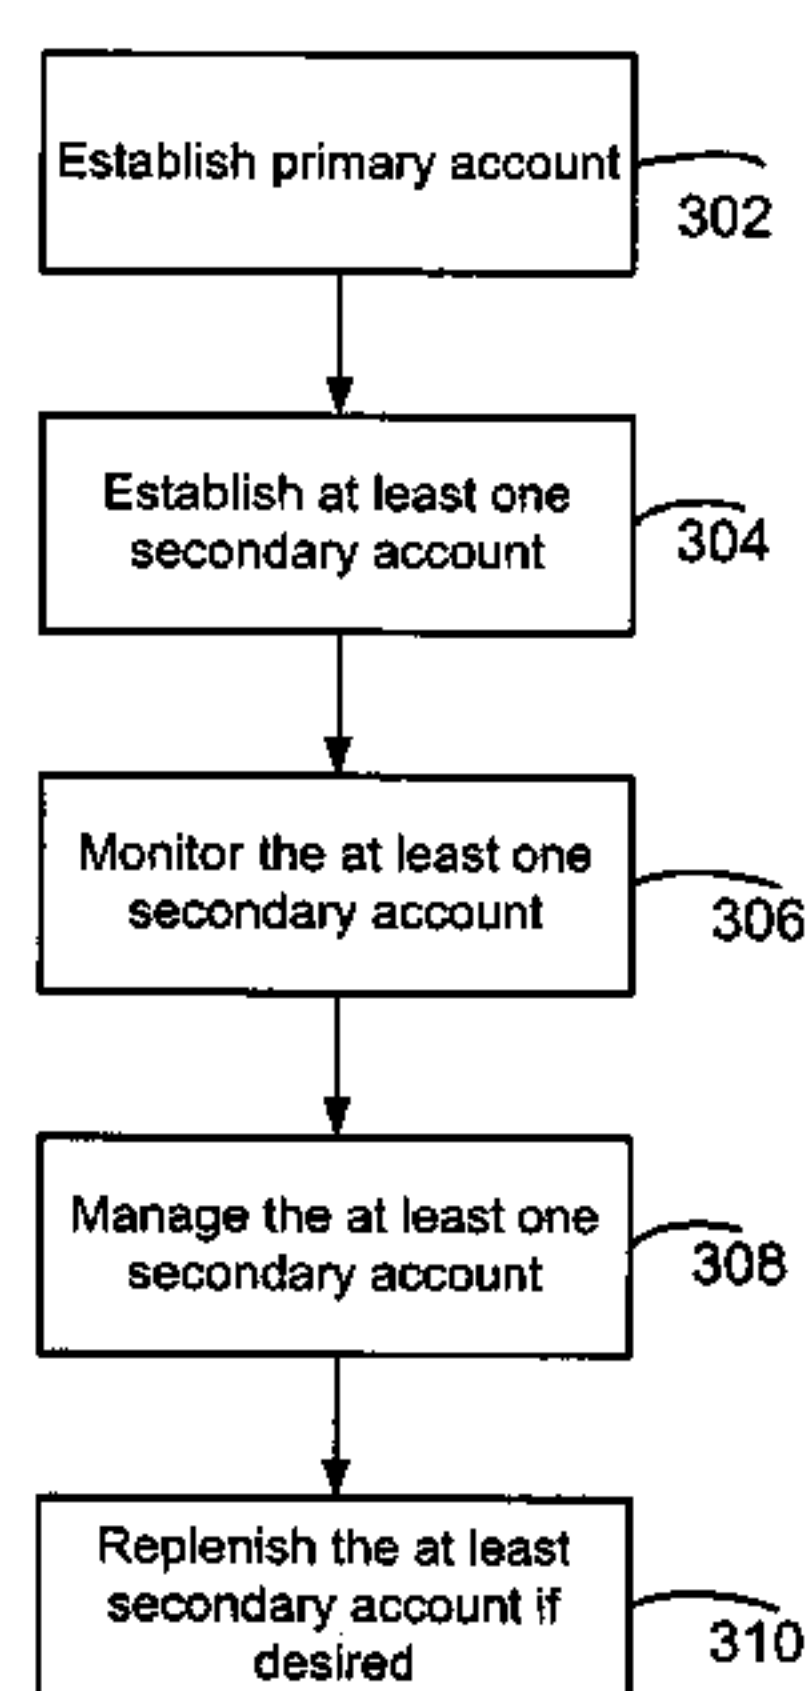 Establish primary account
302
Establish at least one
secondary account
304
Monitor the at least one
secondary account
306
Manage the at least one
secondary account
308
Replenish the at least
secondary account if
desired
310